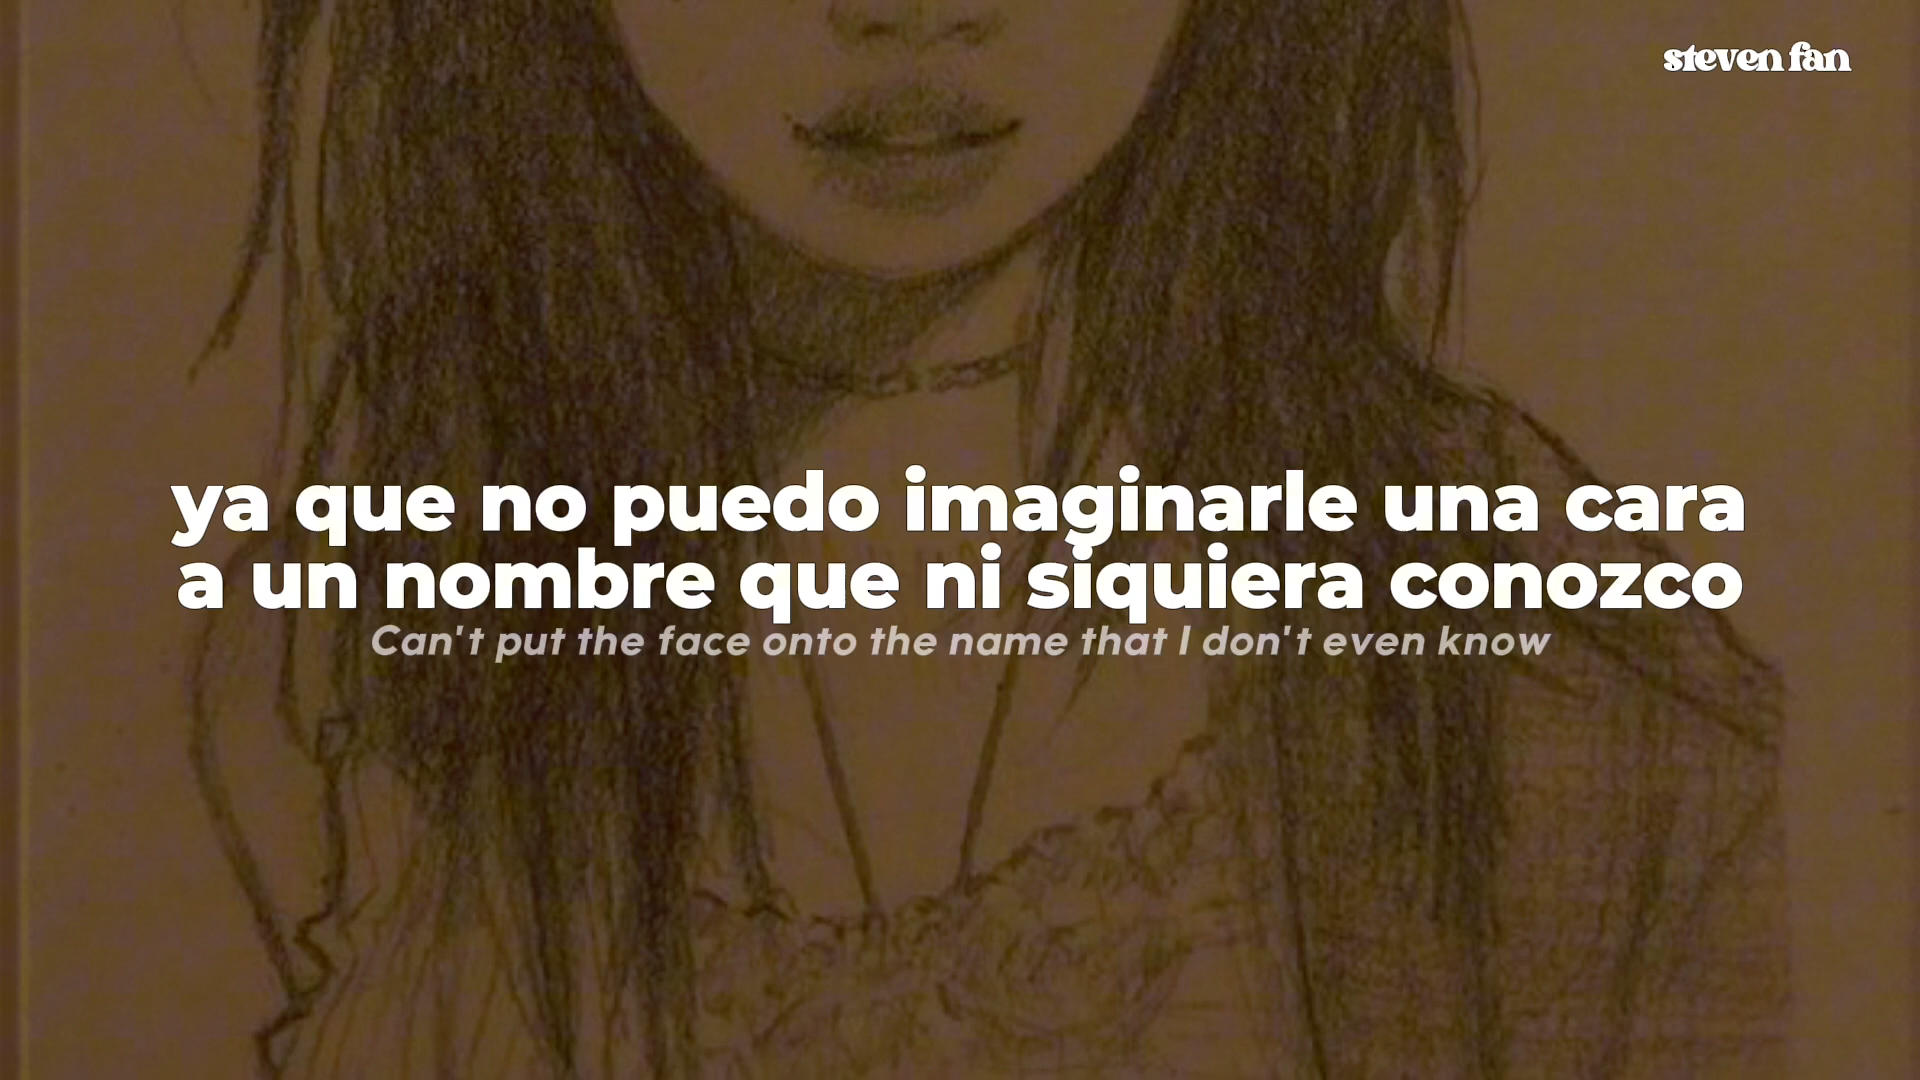 steven fan
ya que no puedo imaginarle una cara
a un nombre que ni siquiera conozco
Can't put the face onto the name that I don't even know